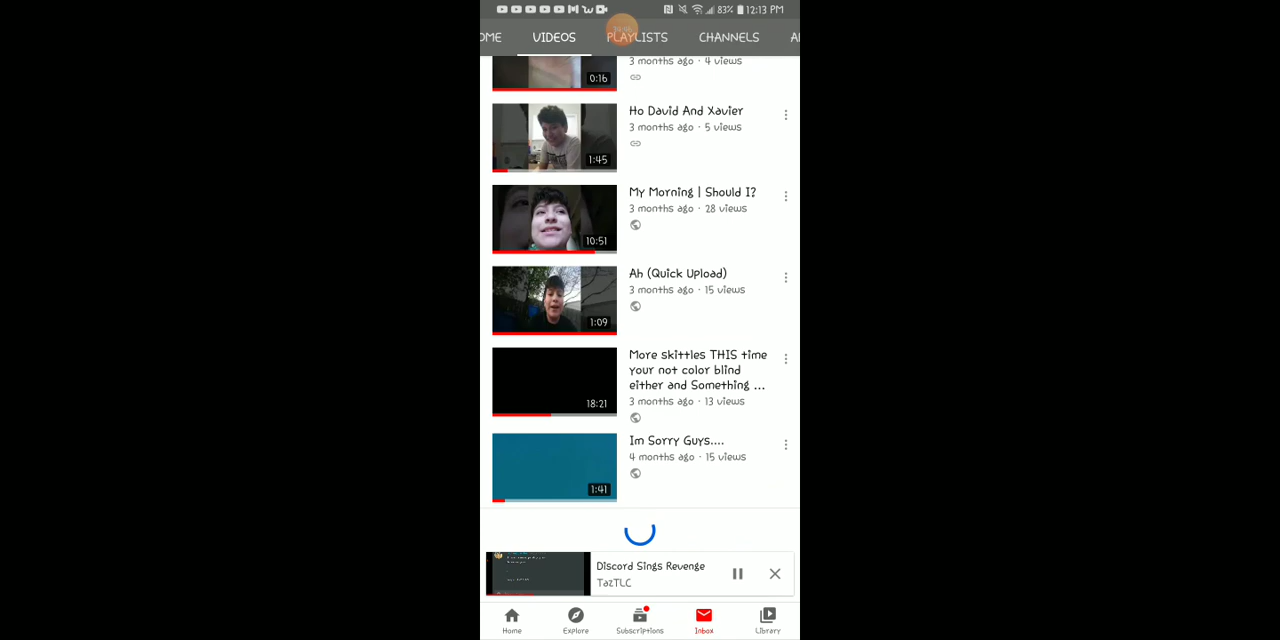 83% 12:13 PM
OME VIDEOS PLAYLISTS CHANNELS
3 months ago · 4 views
0:16
Ho David And Xavier
3 months ago · 5 views
1:45
My Morning | Should I?
3 months ago · 28 views
10:51
Ah (Quick Upload)
3 months ago · 15 views
1:09
More skittles THIS time
your not color blind
either and Something ...
3 months ago · 13 views
18:21
Im Sorry Guys....
4 months ago · 15 views
1:41
Discord Sings Revenge
TazTLC
Home Explore Subscriptions Inbox Library